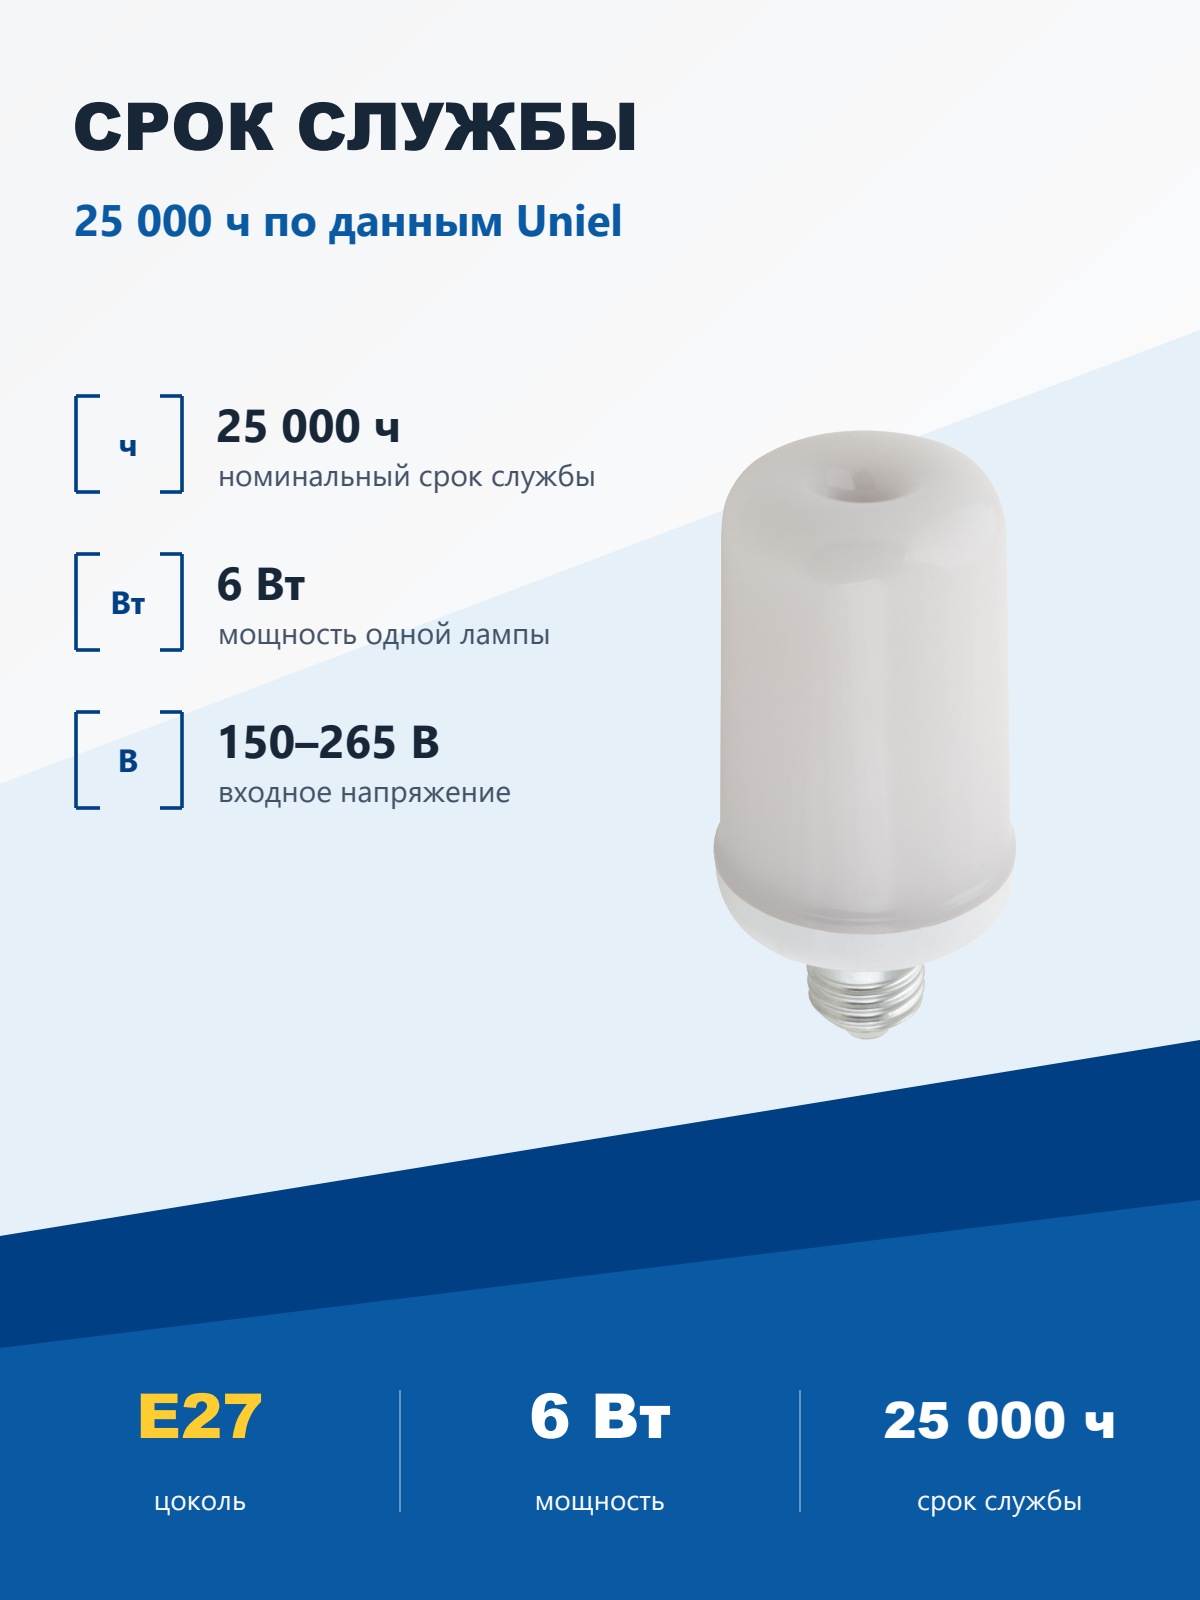 СРОК СЛУЖБЫ
25 000 ч по данным Uniel
ч
25 000 ч
номинальный срок службы
Вт
6 Вт
мощность одной лампы
В
150–265 В
входное напряжение
E27
цоколь
6 Вт
мощность
25 000 ч
срок службы